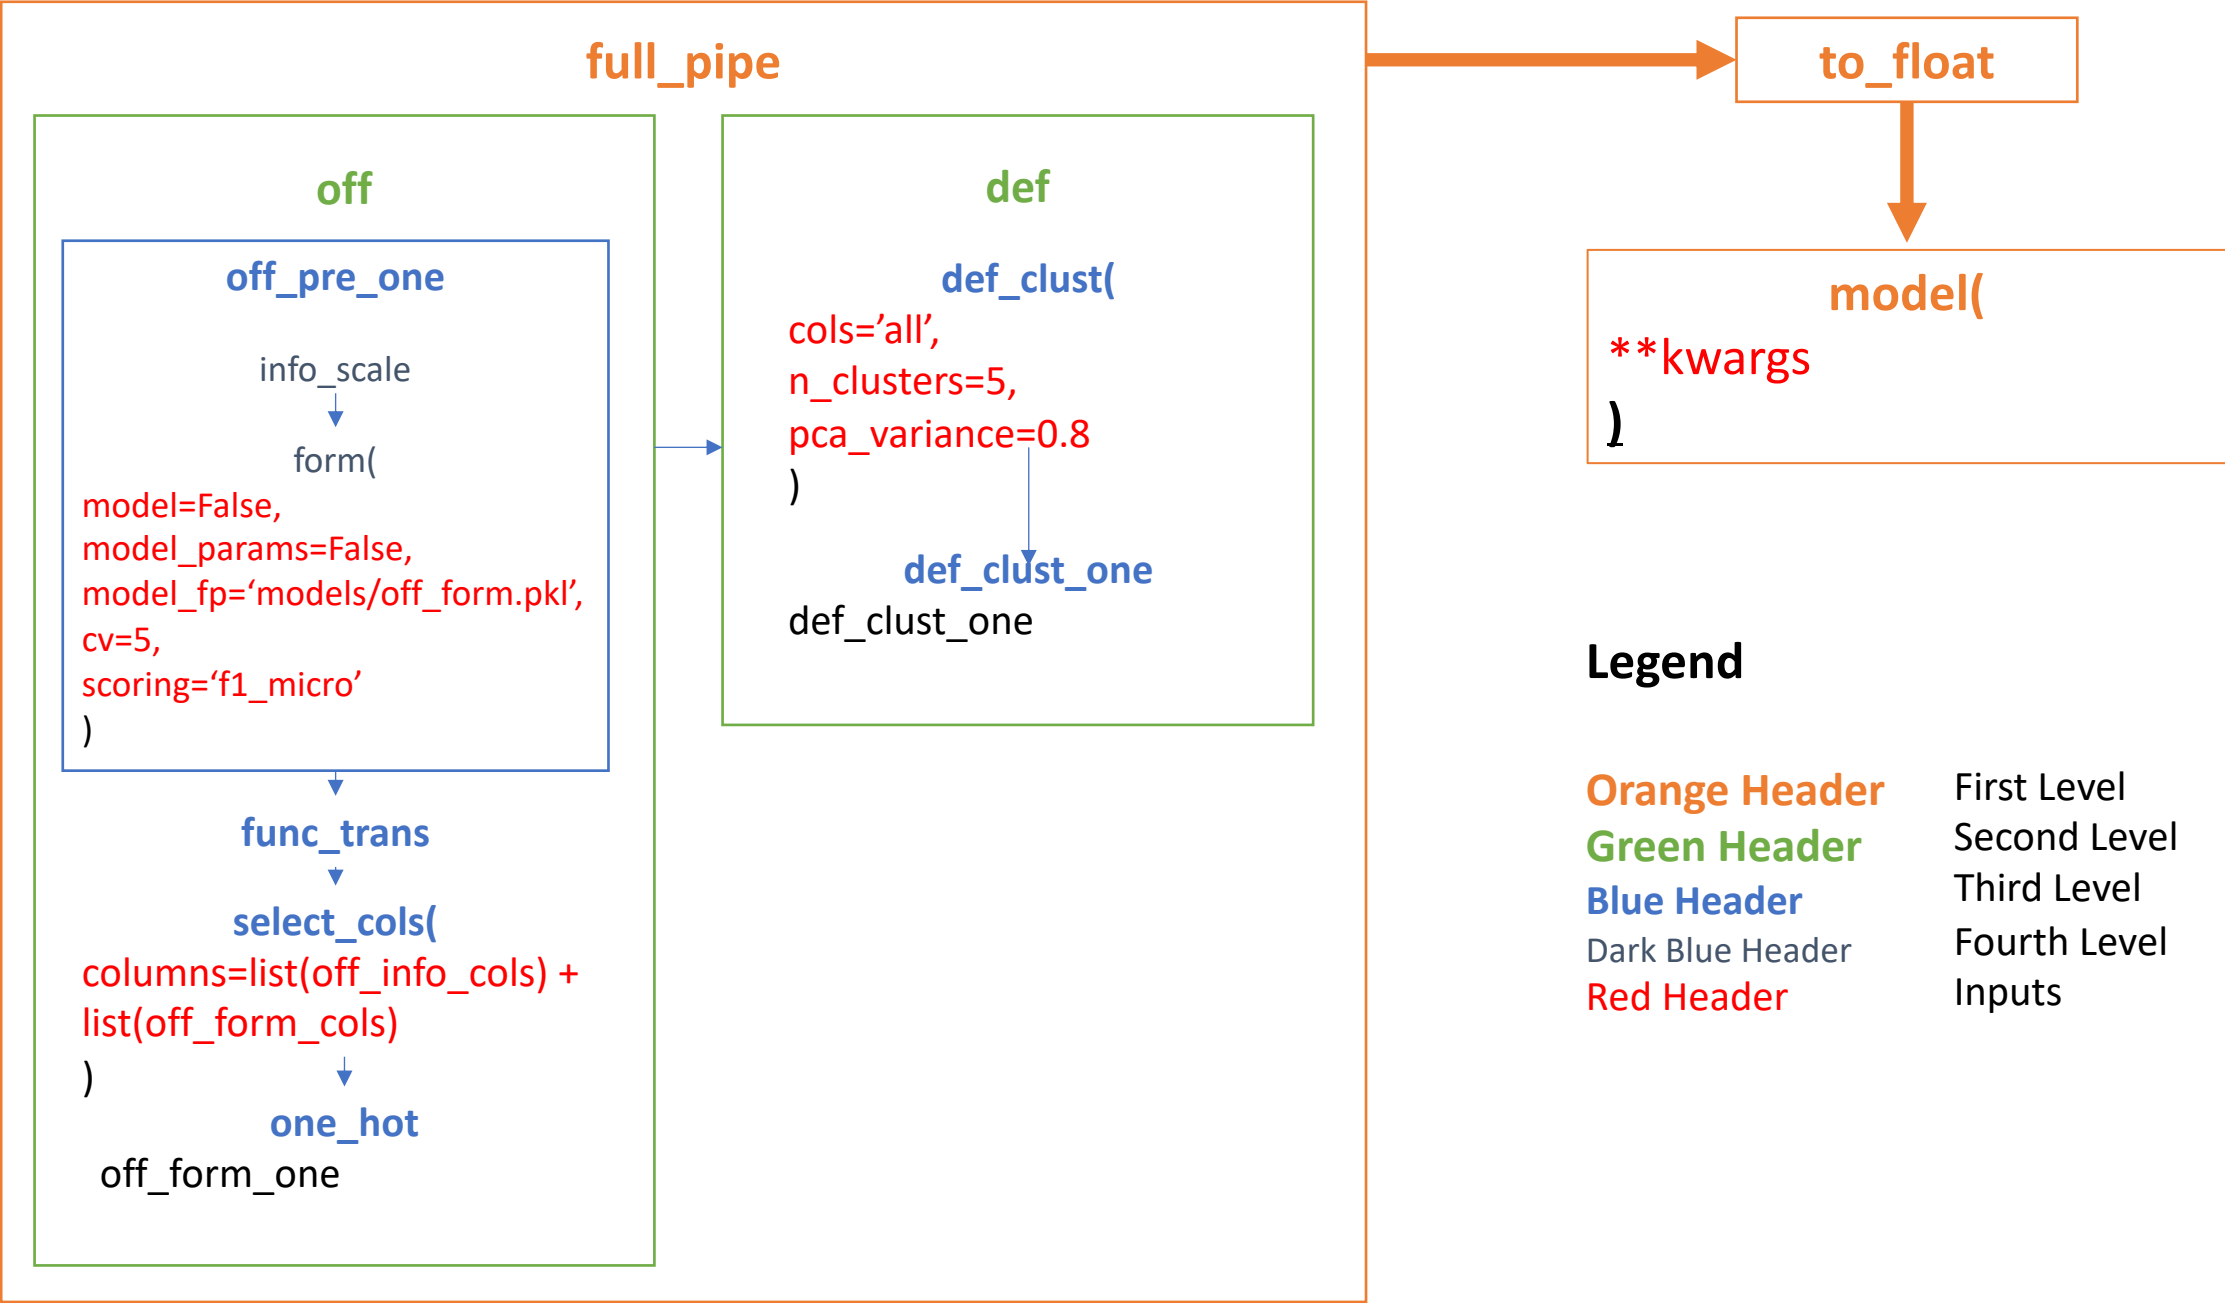 full_pipe
off
off_pre_one
info_scale
form(
model=False,
model_params=False,
model_fp=‘models/off_form.pkl’,
cv=5,
scoring=‘f1_micro’
)
func_trans
select_cols(
columns=list(off_info_cols) +
list(off_form_cols)
)
one_hot
off_form_one
def
def_clust(
cols=’all’,
n_clusters=5,
pca_variance=0.8
)
def_clust_one
def_clust_one
to_float
model(
**kwargs
)
Legend
Orange Header First Level
Green Header Second Level
Blue Header Third Level
Dark Blue Header Fourth Level
Red Header Inputs